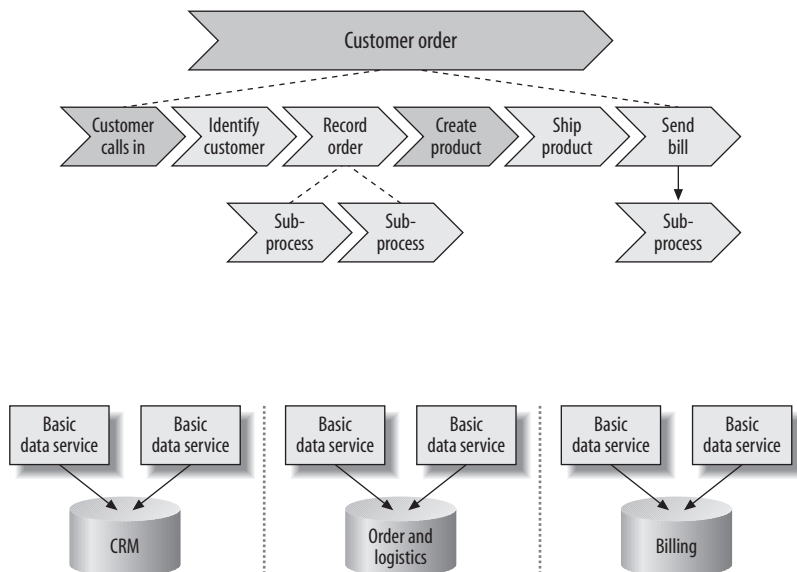 Customer order
Customer
calls in
Identify
customer
Record
order
Create
product
Ship
product
Send
bill
Sub-
process
Sub-
process
Sub-
process
Basic
data service
Basic
data service
Basic
data service
Basic
data service
Basic
data service
Basic
data service
CRM
Order and
logistics
Billing